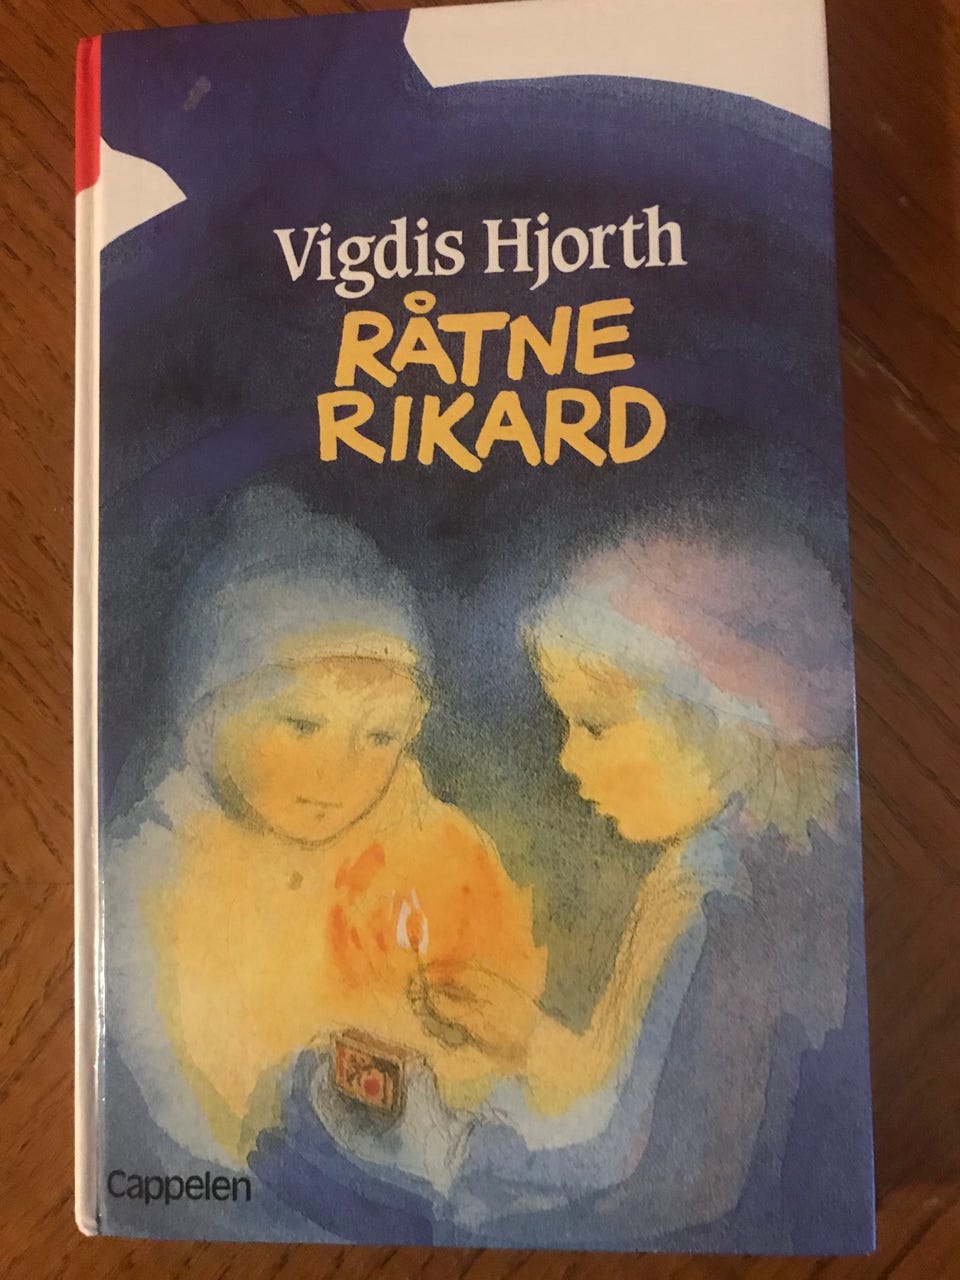 Vigdis Hjorth
RÅTNE
RIKARD
Cappelen